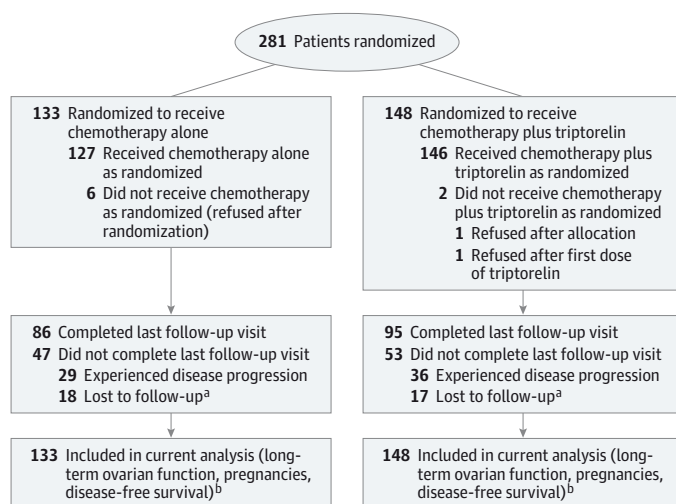 281 Patients randomized
133 Randomized to receive
chemotherapy alone
127 Received chemotherapy alone
as randomized
6 Did not receive chemotherapy
as randomized (refused after
randomization)
148 Randomized to receive
chemotherapy plus triptorelin
146 Received chemotherapy plus
triptorelin as randomized
2 Did not receive chemotherapy
plus triptorelin as randomized
1 Refused after allocation
1 Refused after first dose
of triptorelin
86 Completed last follow-up visit
47 Did not complete last follow-up visit
29 Experienced disease progression
18 Lost to follow-upa
95 Completed last follow-up visit
53 Did not complete last follow-up visit
36 Experienced disease progression
17 Lost to follow-upa
133 Included in current analysis (long-
term ovarian function, pregnancies,
disease-free survival)b
148 Included in current analysis (long-
term ovarian function, pregnancies,
disease-free survival)b